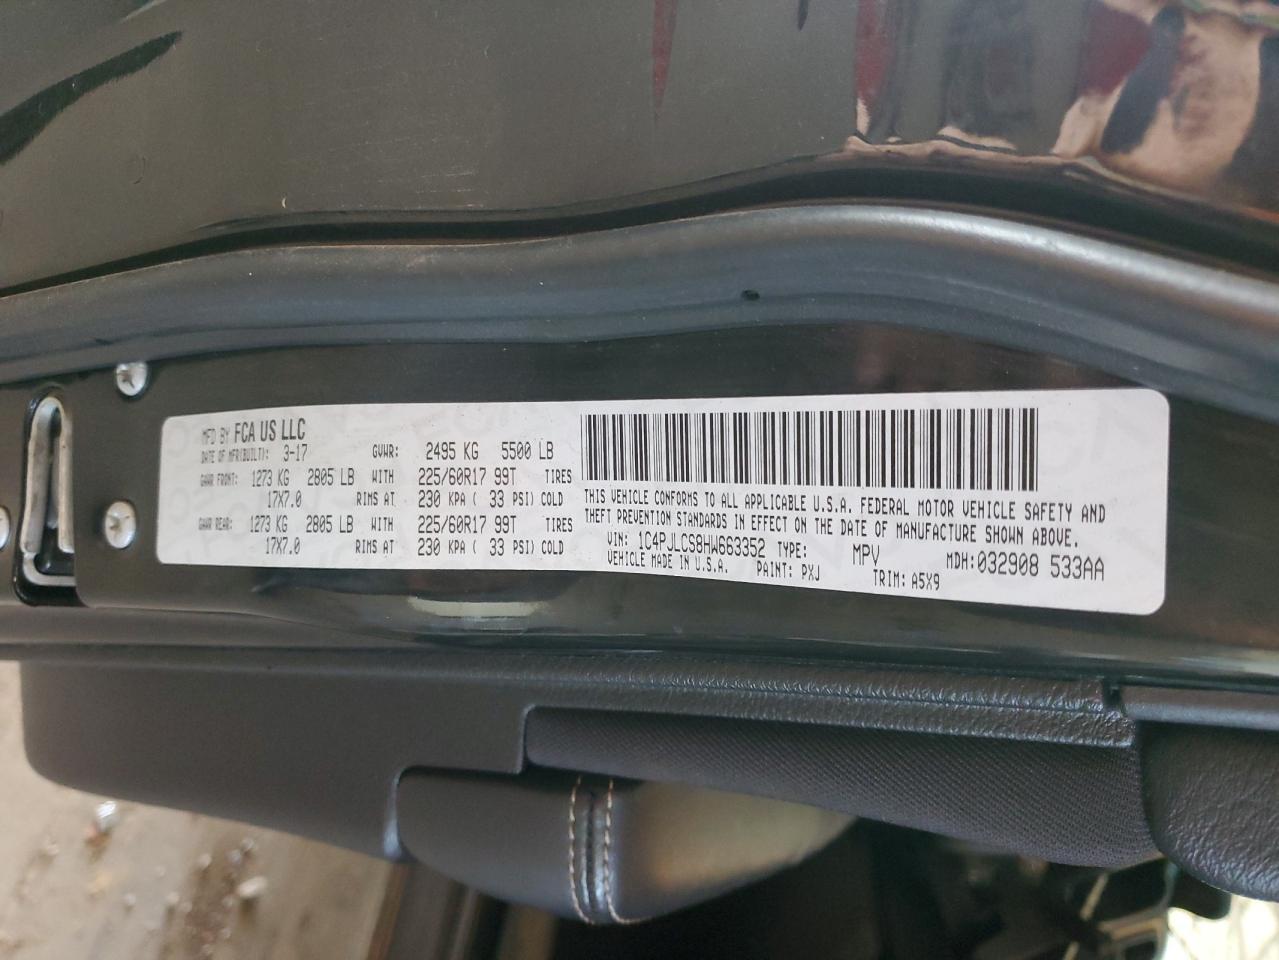 MFD BY FCA US LLC
DATE OF MFR(BUILT): 3-17 GVWR: 2495 KG 5500 LB
GAWR FRONT: 1273 KG 2805 LB WITH 225/60R17 99T TIRES
17X7.0 RIMS AT 230 KPA ( 33 PSI) COLD
GAWR REAR: 1273 KG 2805 LB WITH 225/60R17 99T TIRES
17X7.0 RIMS AT 230 KPA ( 33 PSI) COLD
THIS VEHICLE CONFORMS TO ALL APPLICABLE U.S.A. FEDERAL MOTOR VEHICLE SAFETY AND
THEFT PREVENTION STANDARDS IN EFFECT ON THE DATE OF MANUFACTURE SHOWN ABOVE.
VIN: 1C4PJLCS8HW663352 TYPE: MPV MDH: 032908 533AA
VEHICLE MADE IN U.S.A. PAINT: PXJ TRIM: A5X9